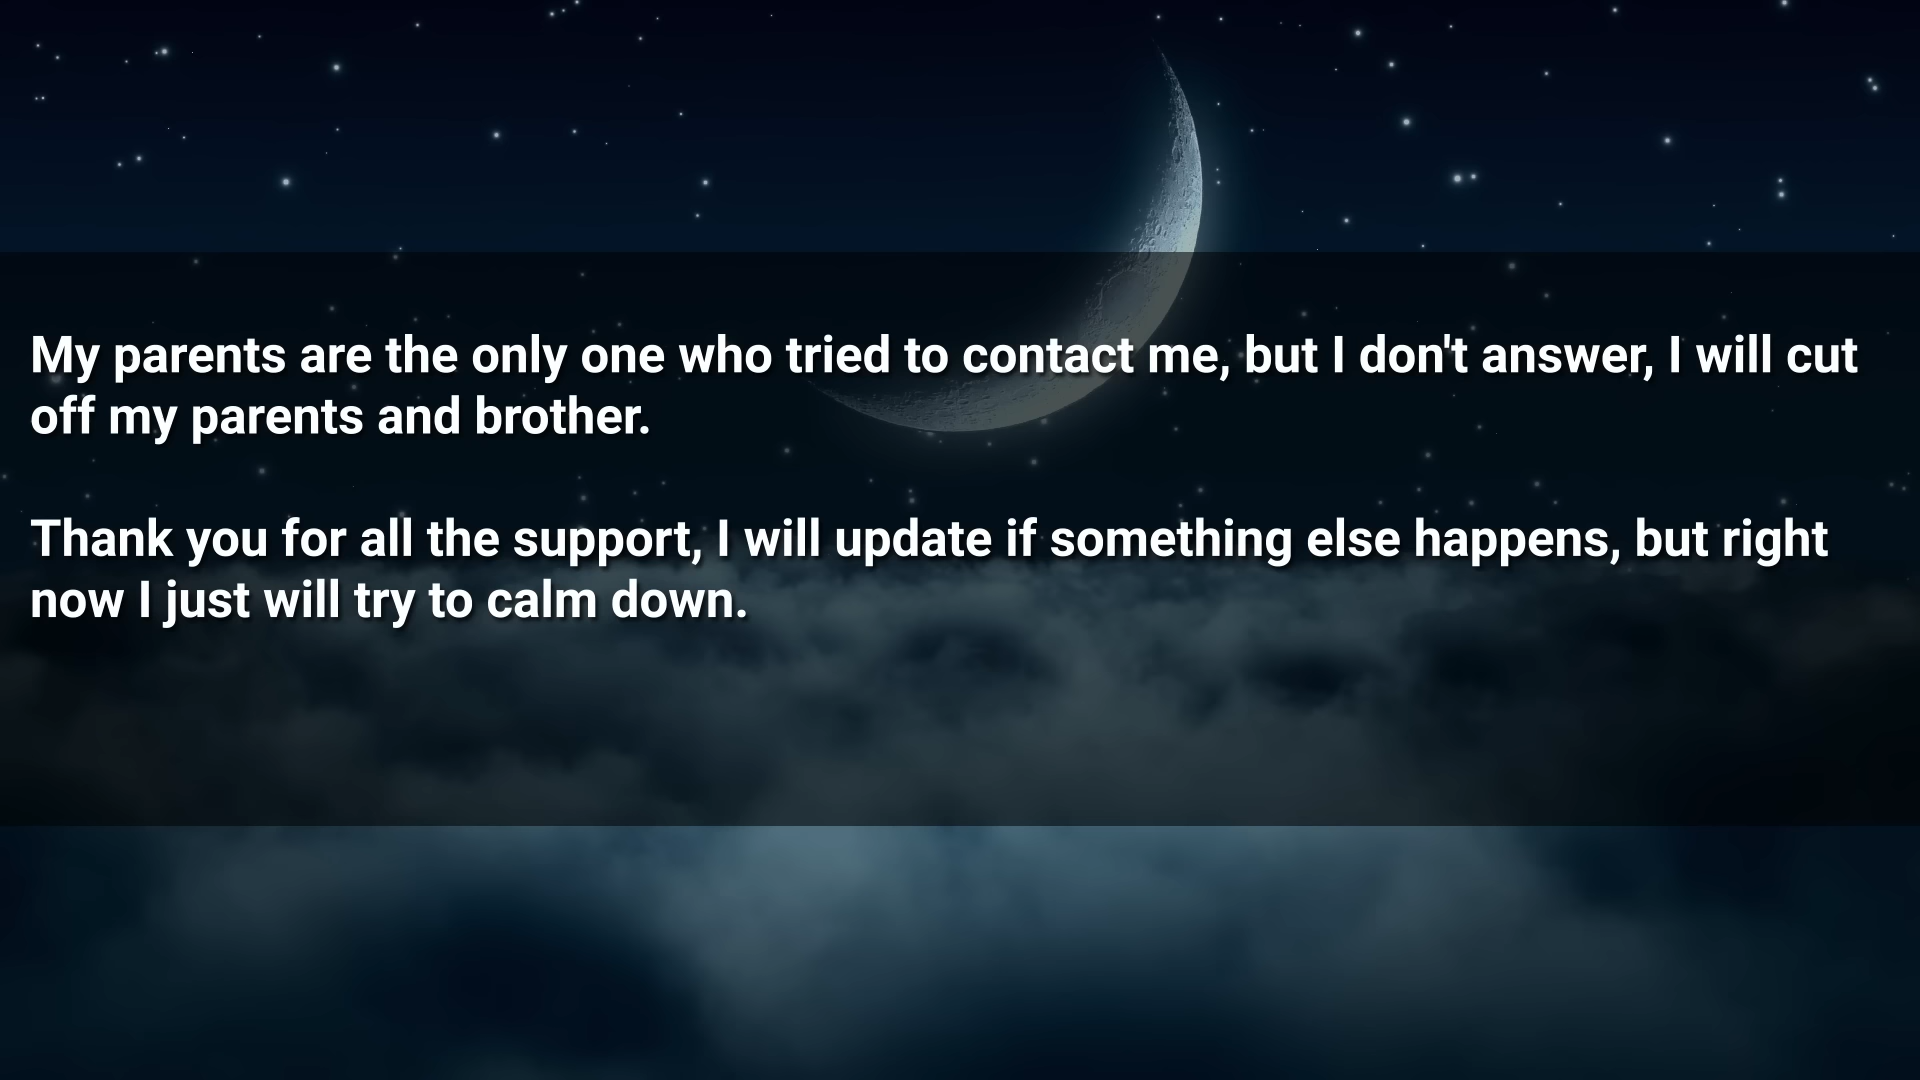 My parents are the only one who tried to contact me, but I don't answer, I will cut
off my parents and brother.
Thank you for all the support, I will update if something else happens, but right
now I just will try to calm down.